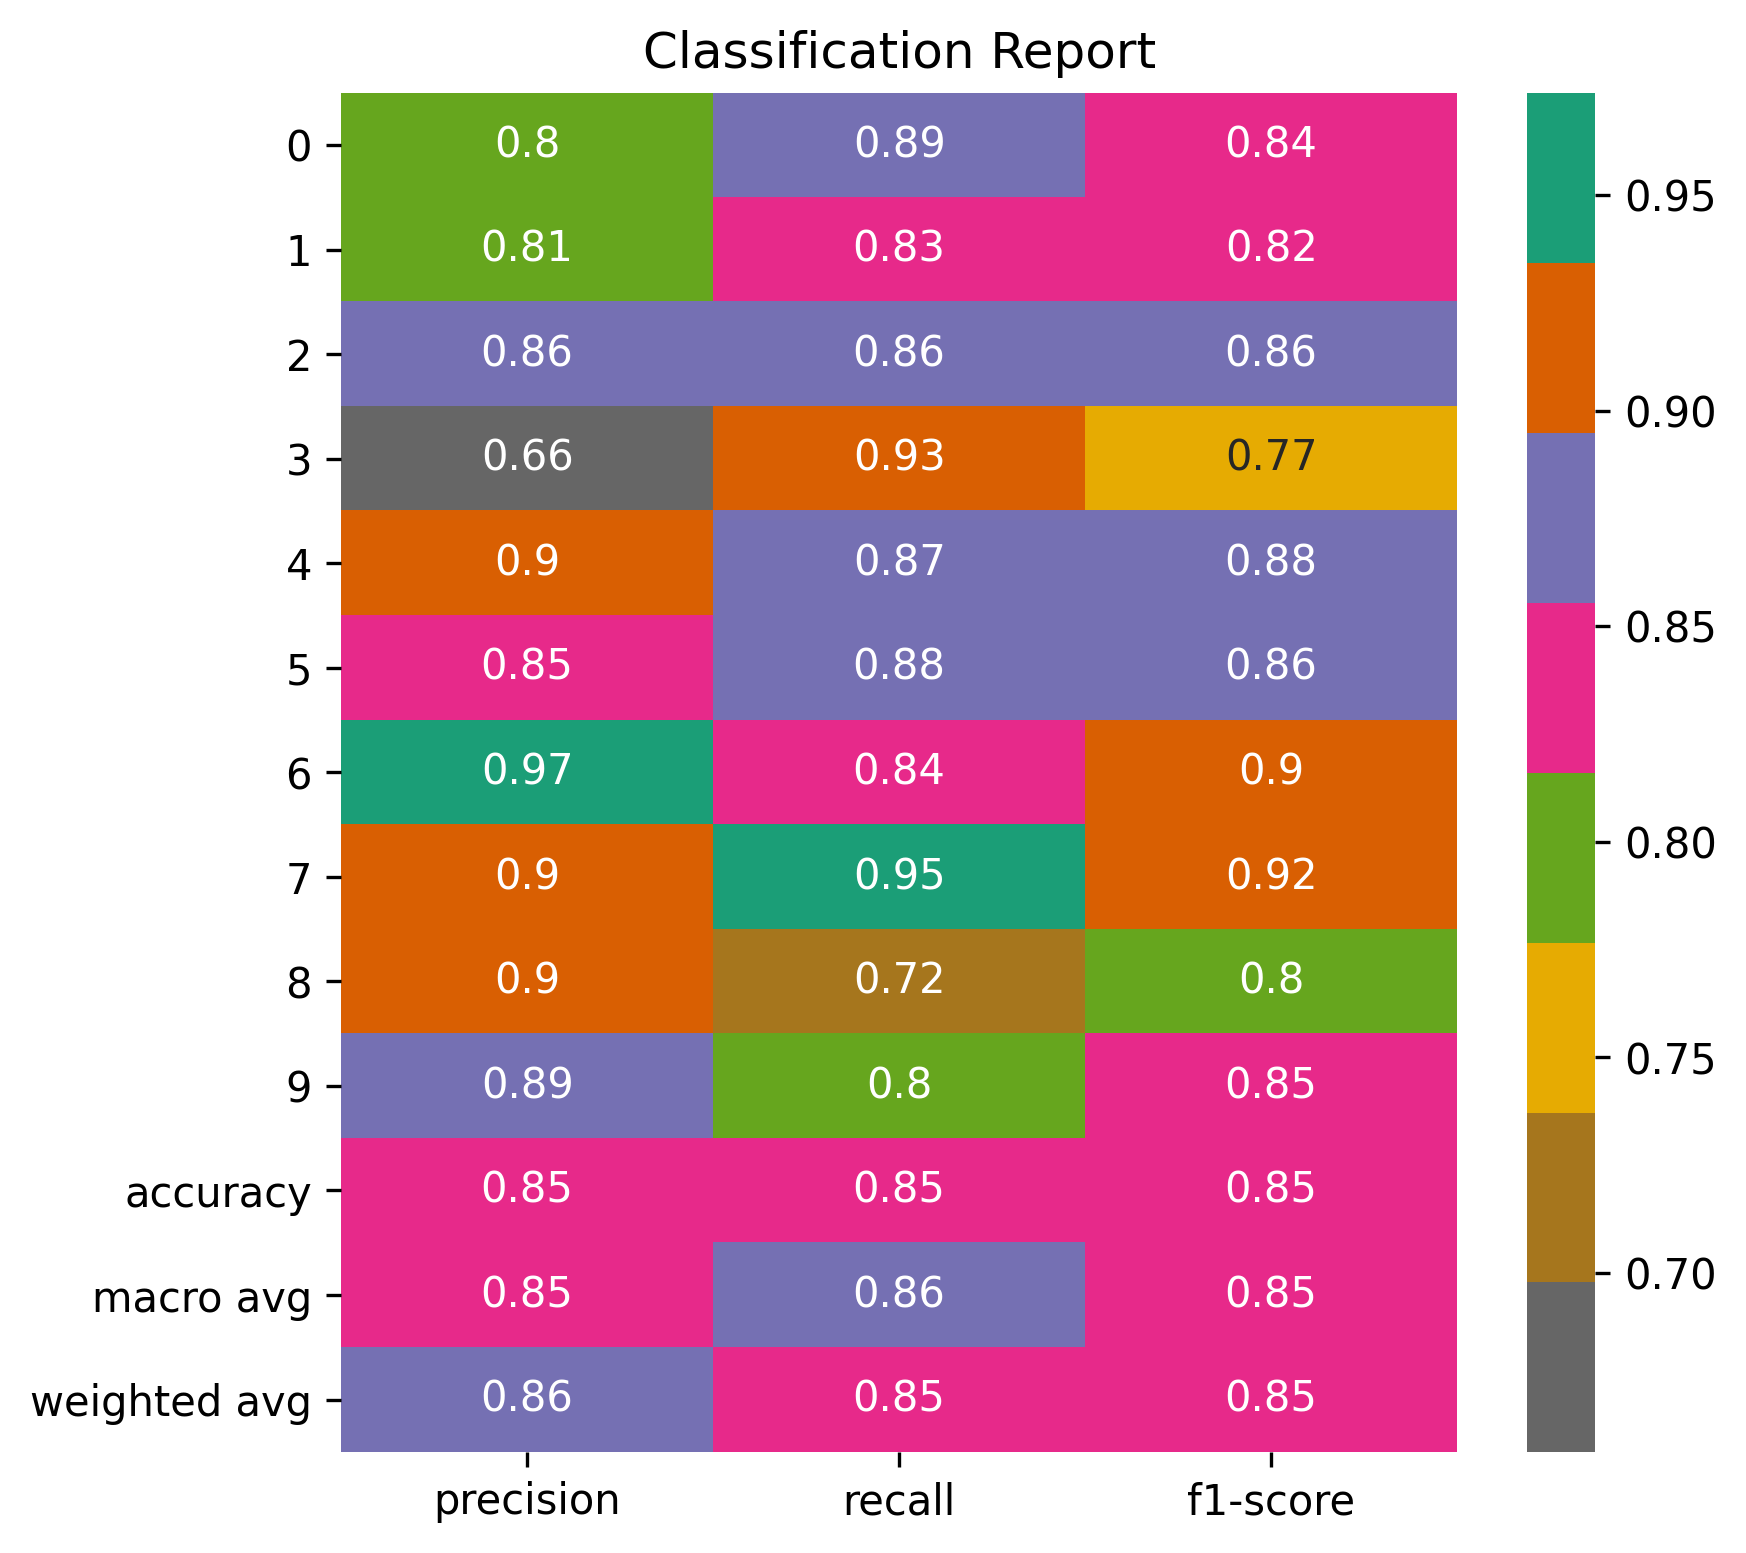 Classification Report
0 0.8 0.89 0.84
1 0.81 0.83 0.82
2 0.86 0.86 0.86
3 0.66 0.93 0.77
4 0.9 0.87 0.88
5 0.85 0.88 0.86
6 0.97 0.84 0.9
7 0.9 0.95 0.92
8 0.9 0.72 0.8
9 0.89 0.8 0.85
accuracy 0.85 0.85 0.85
macro avg 0.85 0.86 0.85
weighted avg 0.86 0.85 0.85
precision recall f1-score
0.95
0.90
0.85
0.80
0.75
0.70